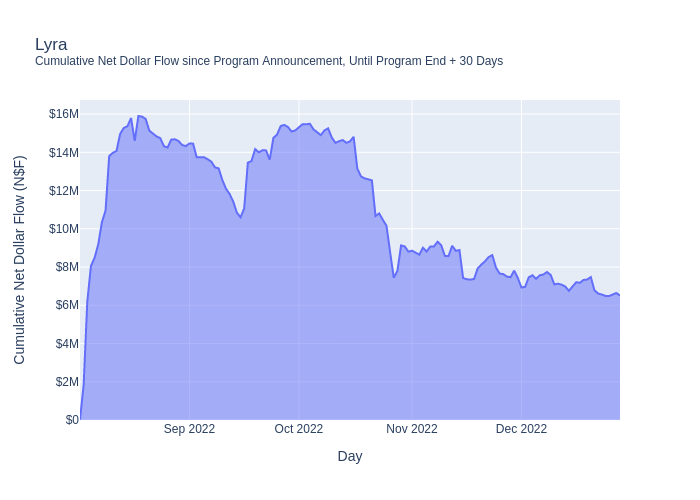 Lyra
Cumulative Net Dollar Flow since Program Announcement, Until Program End + 30 Days
Cumulative Net Dollar Flow (N$F)
$16M
$14M
$12M
$10M
$8M
$6M
$4M
$2M
$0
Sep 2022
Oct 2022
Nov 2022
Dec 2022
Day